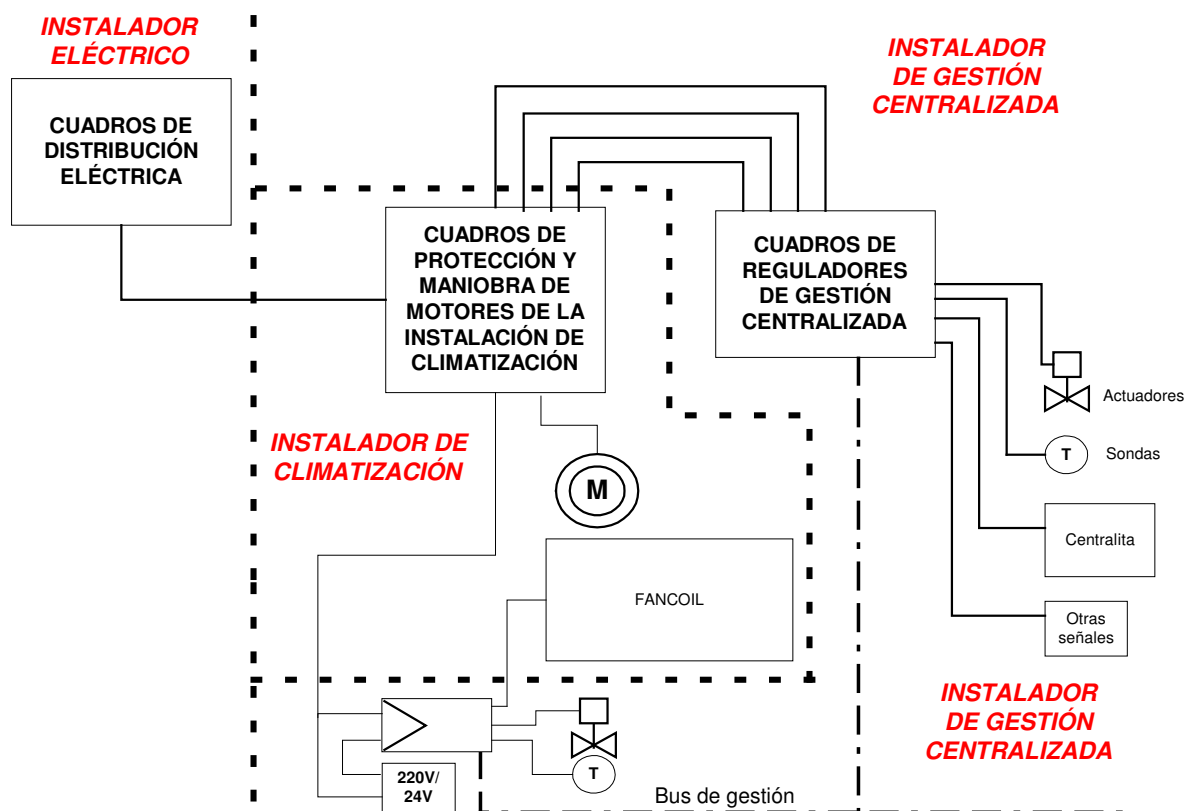 INSTALADOR
ELÉCTRICO
CUADROS DE
DISTRIBUCIÓN
ELÉCTRICA
INSTALADOR
DE GESTIÓN
CENTRALIZADA
CUADROS DE
PROTECCIÓN Y
MANIOBRA DE
MOTORES DE LA
INSTALACIÓN DE
CLIMATIZACIÓN
CUADROS DE
REGULADORES
DE GESTIÓN
CENTRALIZADA
Actuadores
T
Sondas
Centralita
Otras
señales
INSTALADOR DE
CLIMATIZACIÓN
M
FANCOIL
INSTALADOR
DE GESTIÓN
CENTRALIZADA
T
220V/
24V
Bus de gestión